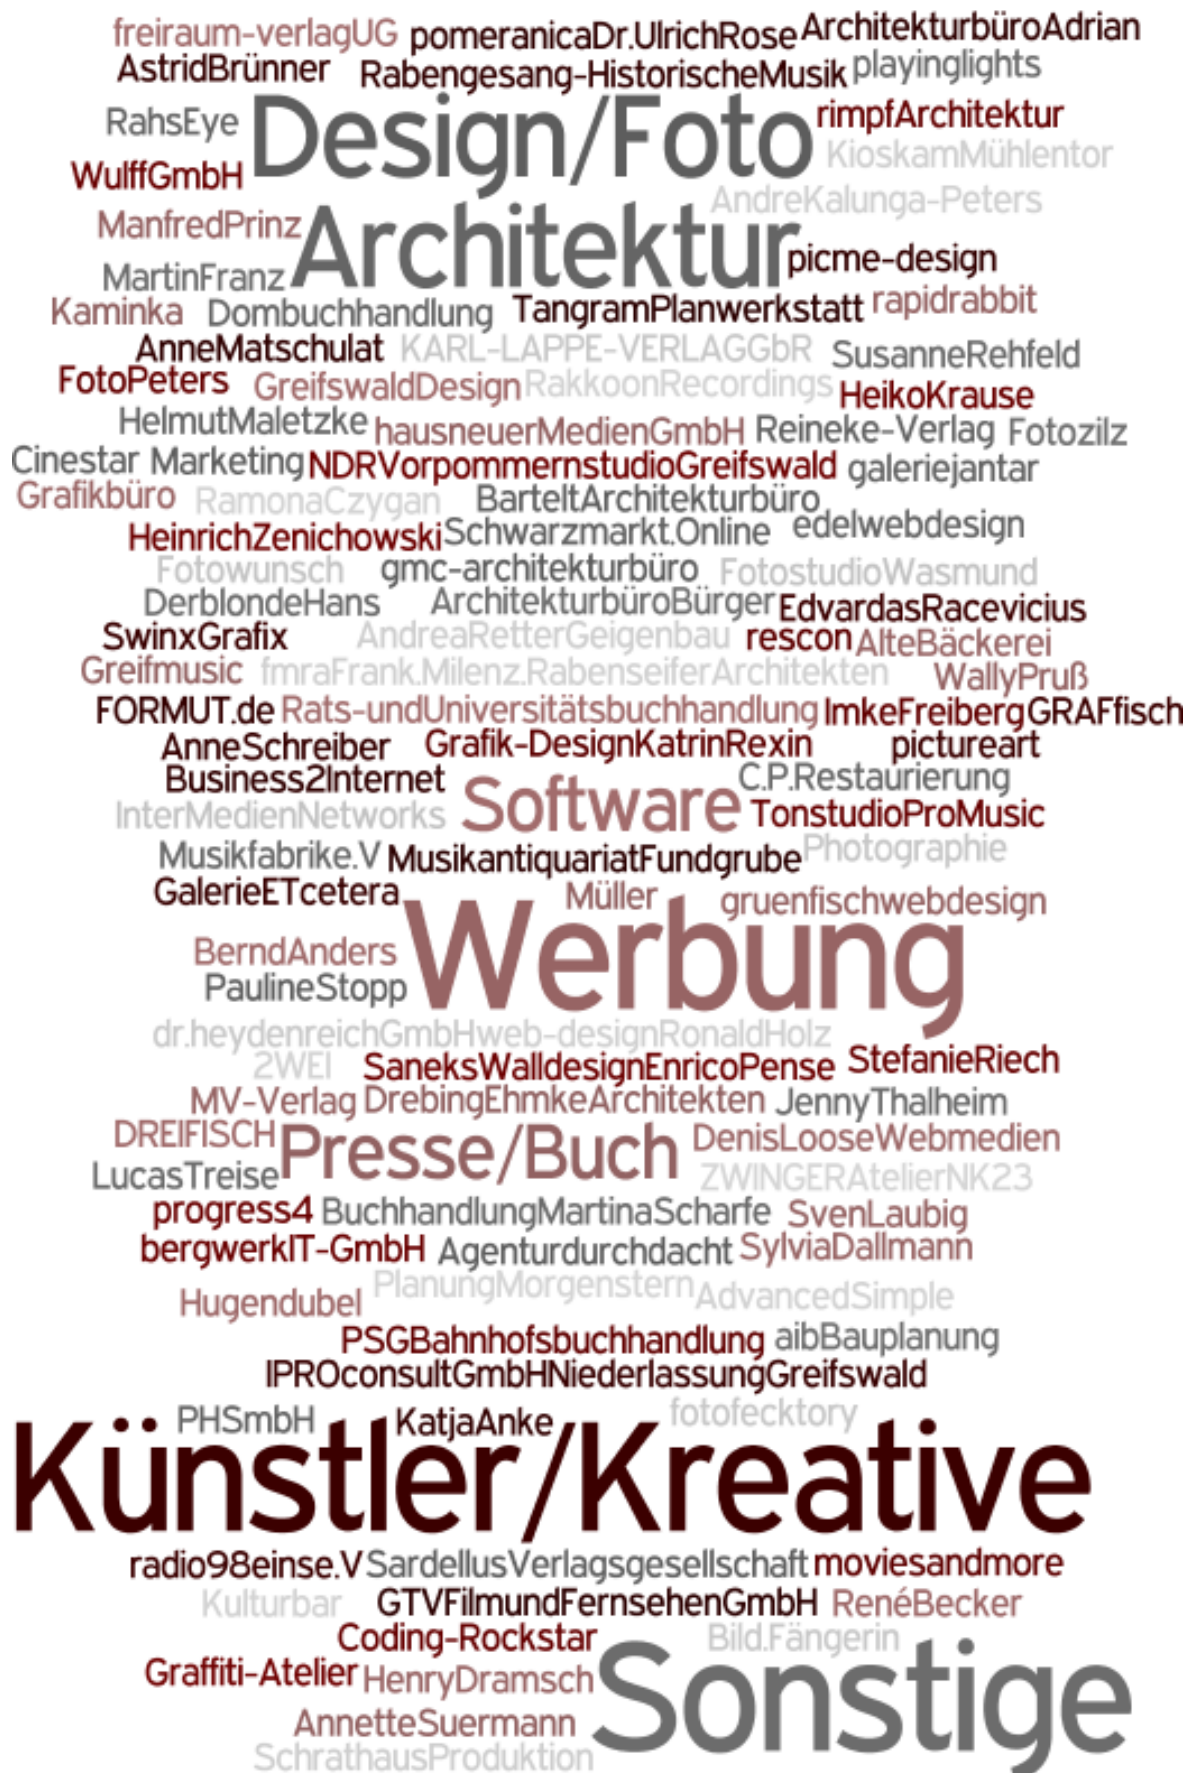 freiraum-verlagUG pomeranicaDr.UlrichRose ArchitekturbüroAdrian
AstridBrünner Rabengesang-HistorischeMusik playinglights
RahsEye Design/Foto rimpfArchitektur
KioskamMühlentor
WulffGmbH
AndreKalunga-Peters
ManfredPrinz Architektur picme-design
MartinFranz
Kaminka Dombuchhandlung TangramPlanwerkstatt rapidrabbit
AnneMatschulat KARL-LAPPE-VERLAGGbR SusanneRehfeld
FotoPeters GreifswaldDesign RakkoonRecordings HeikoKrause
HelmutMaletzke hausneuerMedienGmbH Reineke-Verlag Fotozilz
Cinestar Marketing NDRVorpommernstudioGreifswald galeriejantar
Grafikbüro RamonaCzygan BarteltArchitekturbüro
HeinrichZenichowski Schwarzmarkt.Online edelwebdesign
Fotowunsch gmc-architekturbüro FotostudioWasmund
DerblondeHans ArchitekturbüroBürger EdvardasRacevicius
SwinxGrafix AndreaRetterGeigenbau rescon AlteBäckerei
Greifmusic fmraFrank.Milenz.RabenseiferArchitekten WallyPruß
FORMUT.de Rats-undUniversitätsbuchhandlung ImkeFreiberg GRAFfisch
AnneSchreiber Grafik-DesignKatrinRexin pictureart
Business2Internet Software C.P.Restaurierung
InterMedienNetworks TonstudioProMusic
Musikfabrike.V MusikantiquariatFundgrube Photographie
GalerieETcetera Müller gruenfischwebdesign
BerndAnders Werbung
PaulineStopp
dr.heydenreichGmbH web-designRonaldHolz
2WEI SaneksWalldesignEnricoPense StefanieRiech
MV-Verlag DrebingEhmkeArchitekten JennyThalheim
DREIFISCH Presse/Buch DenisLooseWebmedien
LucasTreise ZWINGERAtelierNK23
progress4 BuchhandlungMartinaScharfe SvenLaubig
bergwerkIT-GmbH Agenturdurchdacht SylviaDallmann
Hugendubel PlanungMorgenstern AdvancedSimple
PSGBahnhofsbuchhandlung aibBauplanung
IPROconsultGmbHNiederlassungGreifswald
PHSmbH KatjaAnke fotofecktory
Künstler/Kreative
radio98einse.V SardellusVerlagsgesellschaft moviesandmore
Kulturbar GTVFilmundFernsehenGmbH RenéBecker
Coding-Rockstar Bild.Fängerin
Graffiti-Atelier HenryDramsch Sonstige
AnnetteSuermann
SchrathausProduktion